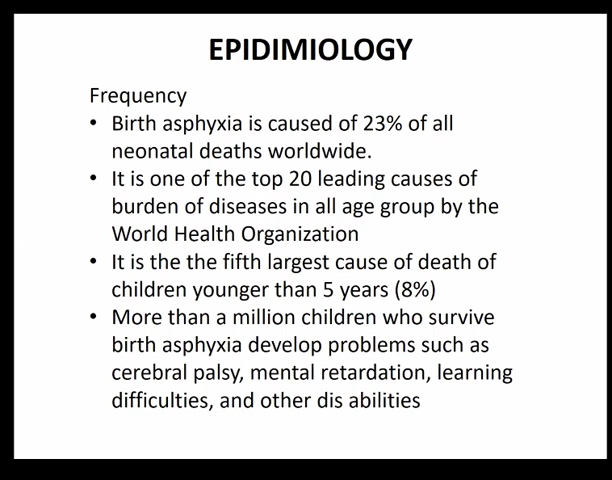 EPIDIMIOLOGY
Frequency
• Birth asphyxia is caused of 23% of all
neonatal deaths worldwide.
• It is one of the top 20 leading causes of
burden of diseases in all age group by the
World Health Organization
• It is the the fifth largest cause of death of
children younger than 5 years (8%)
• More than a million children who survive
birth asphyxia develop problems such as
cerebral palsy, mental retardation, learning
difficulties, and other dis abilities